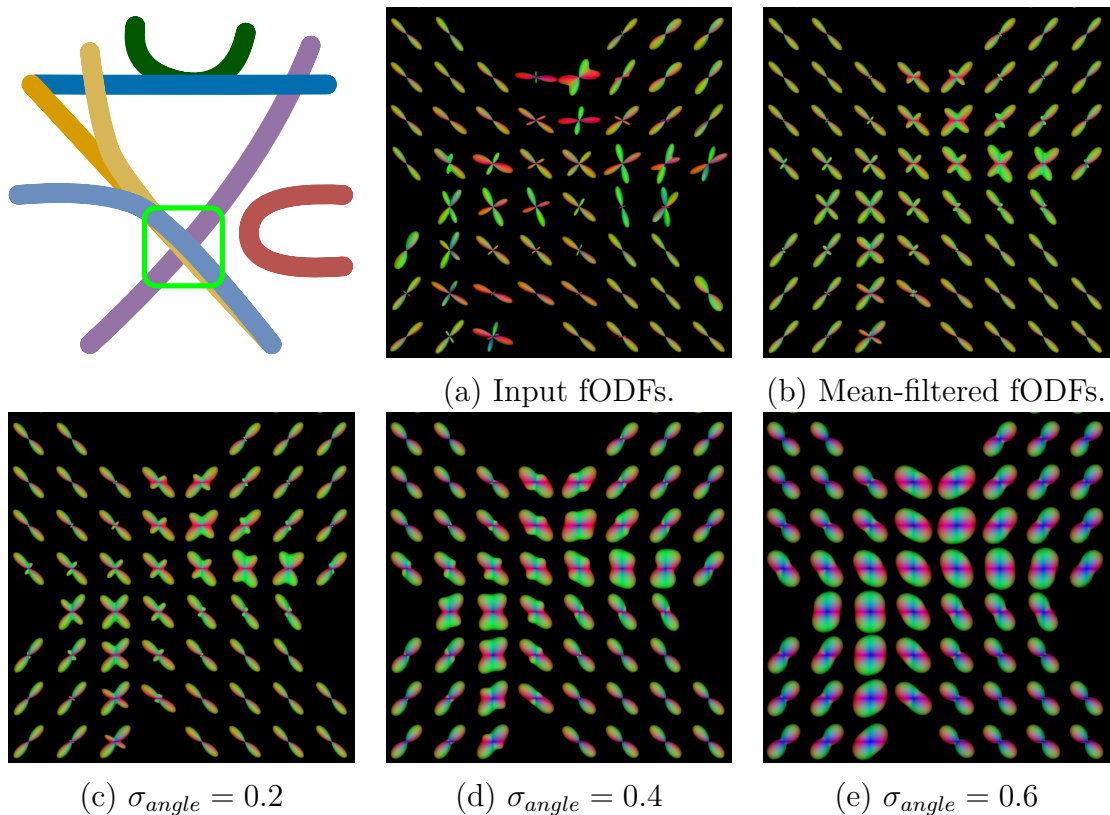 (a) Input fODFs.
(b) Mean-filtered fODFs.
(c) σ_angle = 0.2
(d) σ_angle = 0.4
(e) σ_angle = 0.6